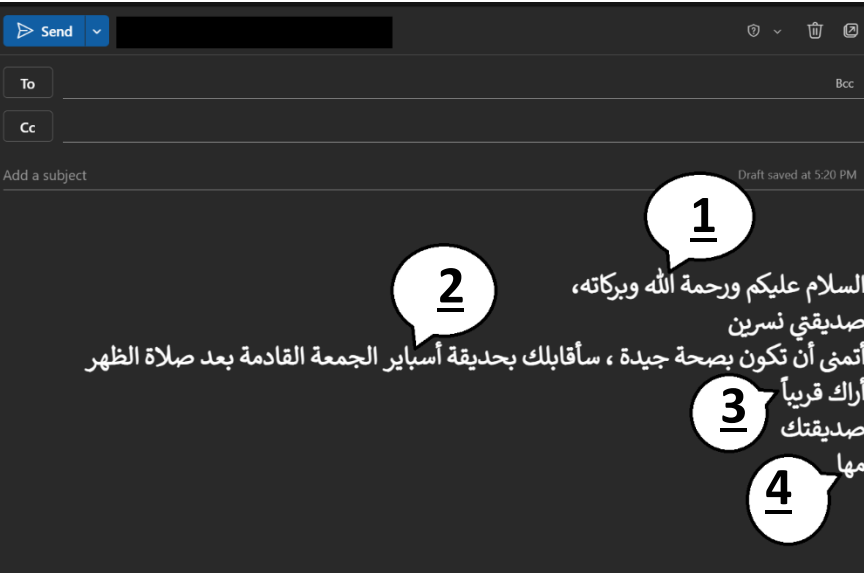 Send
To
Bcc
Cc
Add a subject
Draft saved at 5:20 PM
1
السلام عليكم ورحمة الله وبركاته،
2
صديقتي نسرين
أتمنى أن تكون بصحة جيدة ، سأقابلك بحديقة أسباير الجمعة القادمة بعد صلاة الظهر
أراك قريباً
3
صديقتك
مها
4